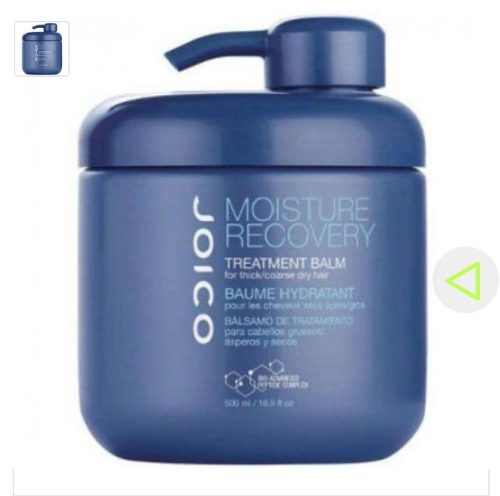 JOICO
MOISTURE
RECOVERY
TREATMENT BALM
for thick/coarse dry hair
BAUME HYDRATANT
pour les cheveux secs épais/gros
BÁLSAMO DE TRATAMIENTO
para cabellos gruesos/
ásperos y secos
BIO-ADVANCED
PEPTIDE COMPLEX
500 ml / 16.9 fl oz